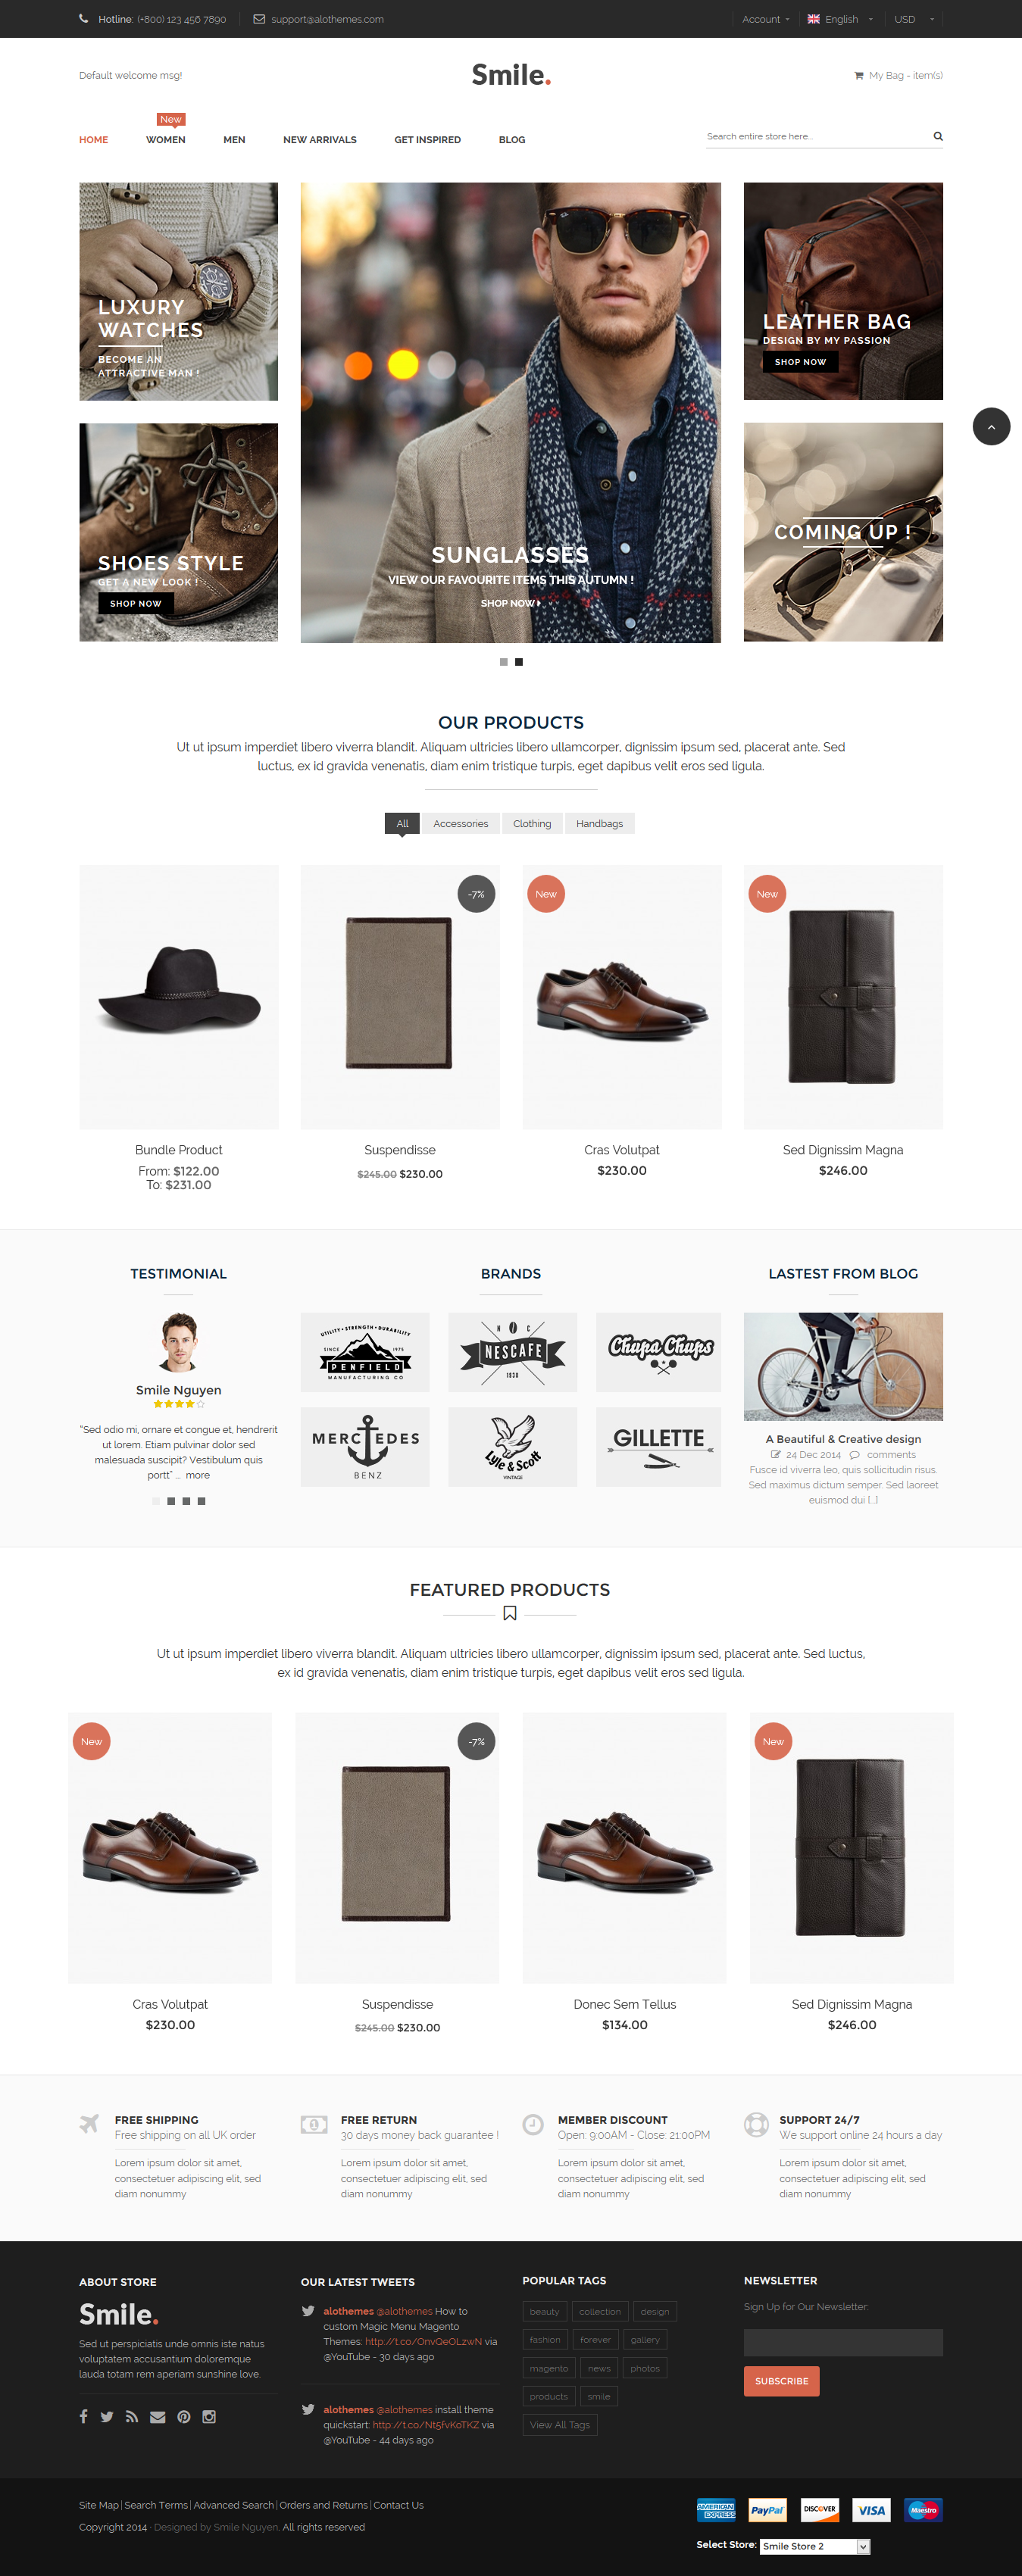 Hotline: (+800) 123 456 7890
support@alothemes.com
Account
English
USD
Default welcome msg!
Smile.
My Bag - item(s)
New
HOME
WOMEN
MEN
NEW ARRIVALS
GET INSPIRED
BLOG
Search entire store here...
LUXURY
WATCHES
BECOME AN
ATTRACTIVE MAN !
SHOES STYLE
GET A NEW LOOK !
SHOP NOW
Ray-Ban
SUNGLASSES
VIEW OUR FAVOURITE ITEMS THIS AUTUMN !
SHOP NOW
LEATHER BAG
DESIGN BY MY PASSION
SHOP NOW
COMING UP !
OUR PRODUCTS
Ut ut ipsum imperdiet libero viverra blandit. Aliquam ultricies libero ullamcorper, dignissim ipsum sed, placerat ante. Sed
luctus, ex id gravida venenatis, diam enim tristique turpis, eget dapibus velit eros sed ligula.
All
Accessories
Clothing
Handbags
-7%
New
New
Bundle Product
From: $122.00
To: $231.00
Suspendisse
$245.00 $230.00
Cras Volutpat
$230.00
Sed Dignissim Magna
$246.00
TESTIMONIAL
Smile Nguyen
"Sed odio mi, ornare et congue et, hendrerit
ut lorem. Etiam pulvinar dolor sed
malesuada suscipit? Vestibulum quis
portt" ... more
BRANDS
UTILITY • STRENGTH • DURABILITY
SINCE 1975
PENFIELD
MANUFACTURING CO
N C
NESCAFE
1938
Chupa Chups
MERCEDES
BENZ
Lyle & Scott
VINTAGE
GILLETTE
LASTEST FROM BLOG
A Beautiful & Creative design
24 Dec 2014 comments
Fusce id viverra leo, quis sollicitudin risus.
Sed maximus dictum semper. Sed laoreet
euismod dui [...]
FEATURED PRODUCTS
Ut ut ipsum imperdiet libero viverra blandit. Aliquam ultricies libero ullamcorper, dignissim ipsum sed, placerat ante. Sed luctus,
ex id gravida venenatis, diam enim tristique turpis, eget dapibus velit eros sed ligula.
New
-7%
New
Cras Volutpat
$230.00
Suspendisse
$245.00 $230.00
Donec Sem Tellus
$134.00
Sed Dignissim Magna
$246.00
FREE SHIPPING
Free shipping on all UK order
Lorem ipsum dolor sit amet,
consectetuer adipiscing elit, sed
diam nonummy
FREE RETURN
30 days money back guarantee !
Lorem ipsum dolor sit amet,
consectetuer adipiscing elit, sed
diam nonummy
MEMBER DISCOUNT
Open: 9:00AM - Close: 21:00PM
Lorem ipsum dolor sit amet,
consectetuer adipiscing elit, sed
diam nonummy
SUPPORT 24/7
We support online 24 hours a day
Lorem ipsum dolor sit amet,
consectetuer adipiscing elit, sed
diam nonummy
ABOUT STORE
Smile.
Sed ut perspiciatis unde omnis iste natus
voluptatem accusantium doloremque
lauda totam rem aperiam sunshine love.
OUR LATEST TWEETS
alothemes @alothemes How to
custom Magic Menu Magento
Themes: http://t.co/OnvQeOLzwN via
@YouTube - 30 days ago
alothemes @alothemes install theme
quickstart: http://t.co/Nt5fvKoTKZ via
@YouTube - 44 days ago
POPULAR TAGS
beauty
collection
design
fashion
forever
gallery
magento
news
photos
products
smile
View All Tags
NEWSLETTER
Sign Up for Our Newsletter:
SUBSCRIBE
Site Map | Search Terms | Advanced Search | Orders and Returns | Contact Us
Copyright 2014 · Designed by Smile Nguyen. All rights reserved
AMERICAN EXPRESS
PayPal
DISCOVER
VISA
Maestro
Select Store: Smile Store 2